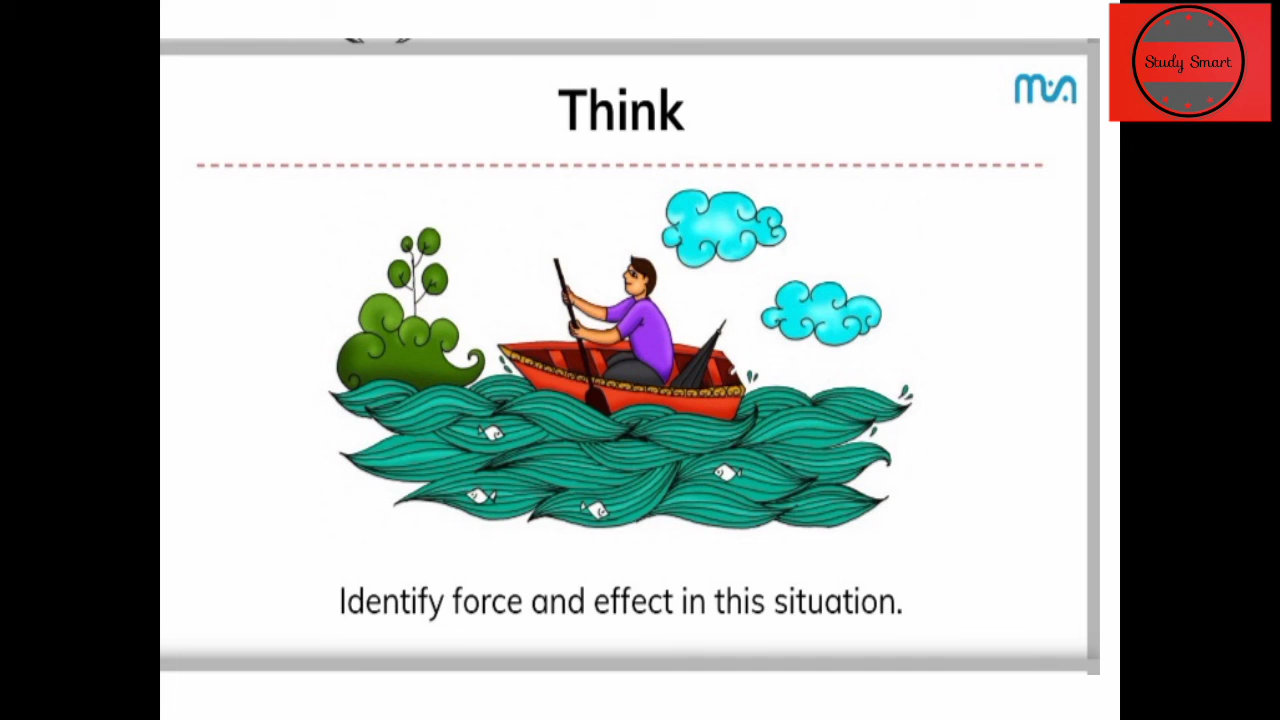 Study Smart
Think
Identify force and effect in this situation.